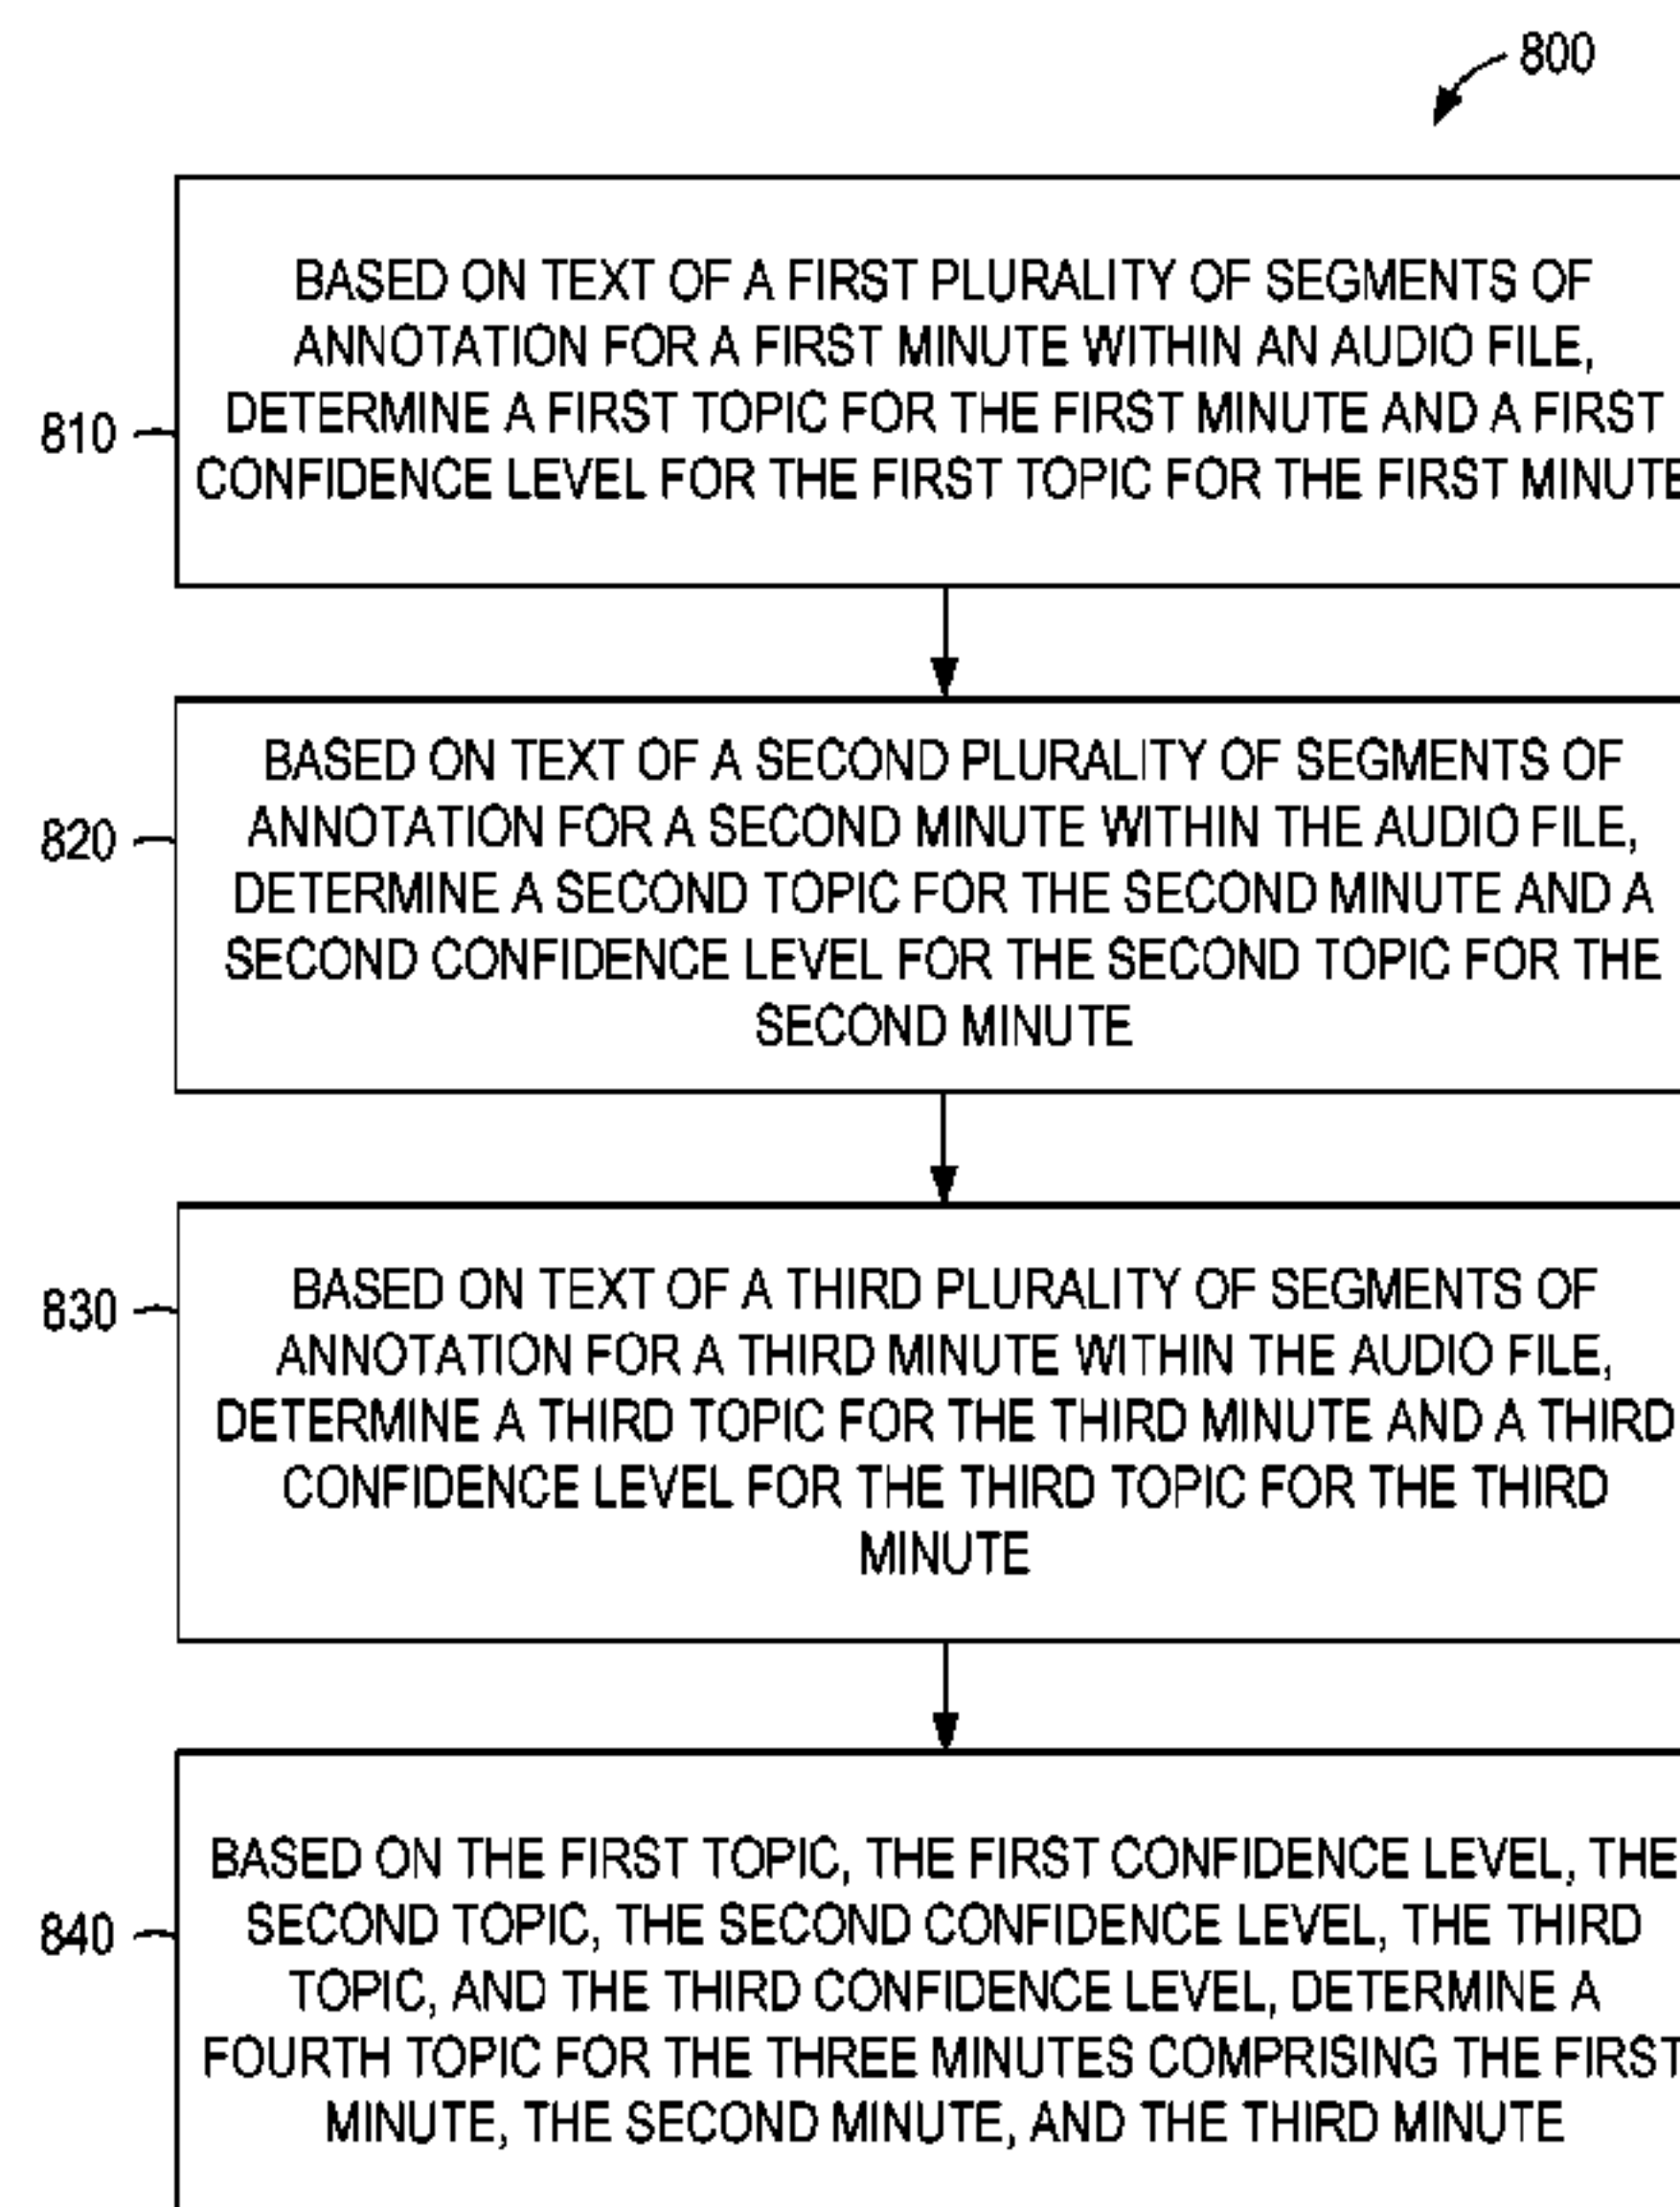 800
BASED ON TEXT OF A FIRST PLURALITY OF SEGMENTS OF
ANNOTATION FOR A FIRST MINUTE WITHIN AN AUDIO FILE,
DETERMINE A FIRST TOPIC FOR THE FIRST MINUTE AND A FIRST
810
CONFIDENCE LEVEL FOR THE FIRST TOPIC FOR THE FIRST MINUTE
BASED ON TEXT OF A SECOND PLURALITY OF SEGMENTS OF
ANNOTATION FOR A SECOND MINUTE WITHIN THE AUDIO FILE,
820
DETERMINE A SECOND TOPIC FOR THE SECOND MINUTE AND A
SECOND CONFIDENCE LEVEL FOR THE SECOND TOPIC FOR THE
SECOND MINUTE
BASED ON TEXT OF A THIRD PLURALITY OF SEGMENTS OF
830
ANNOTATION FOR A THIRD MINUTE WITHIN THE AUDIO FILE,
DETERMINE A THIRD TOPIC FOR THE THIRD MINUTE AND A THIRD
CONFIDENCE LEVEL FOR THE THIRD TOPIC FOR THE THIRD
MINUTE
BASED ON THE FIRST TOPIC, THE FIRST CONFIDENCE LEVEL, THE
SECOND TOPIC, THE SECOND CONFIDENCE LEVEL, THE THIRD
840
TOPIC, AND THE THIRD CONFIDENCE LEVEL, DETERMINE A
FOURTH TOPIC FOR THE THREE MINUTES COMPRISING THE FIRST
MINUTE, THE SECOND MINUTE, AND THE THIRD MINUTE